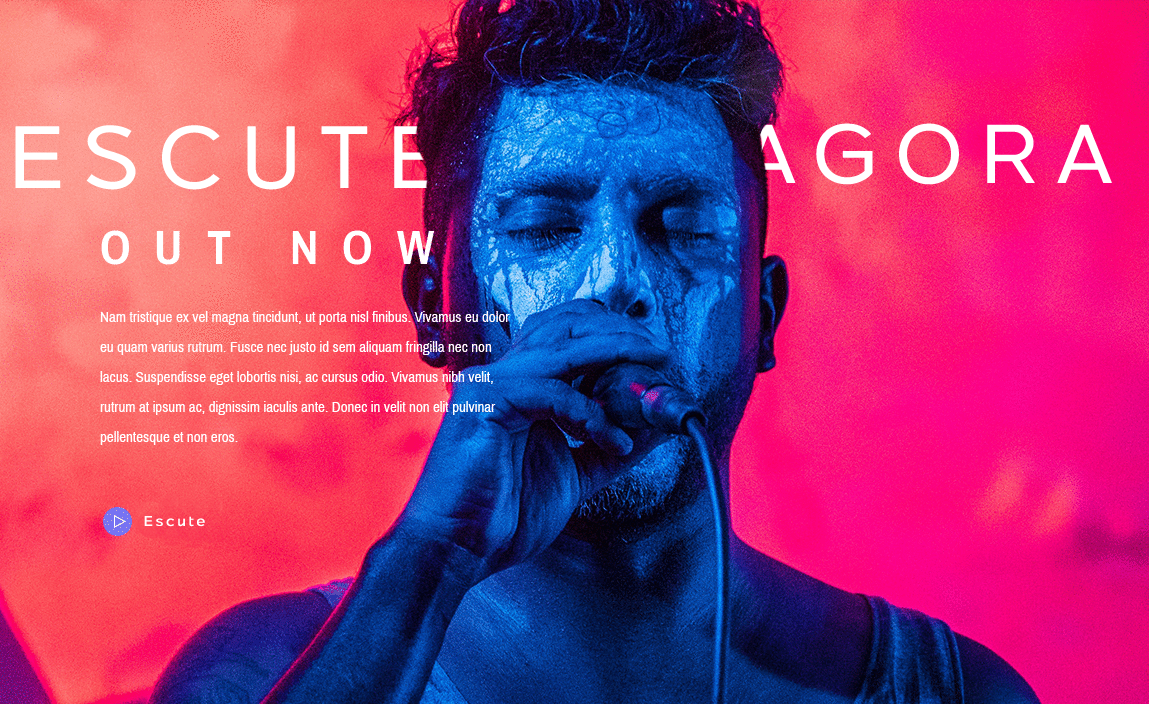 ESCUTE AGORA
OUT NOW
Nam tristique ex vel magna tincidunt, ut porta nisl finibus. Vivamus eu dolor
eu quam varius rutrum. Fusce nec justo id sem aliquam fringilla nec non
lacus. Suspendisse eget lobortis nisi, ac cursus odio. Vivamus nibh velit,
rutrum at ipsum ac, dignissim iaculis ante. Donec in velit non elit pulvinar
pellentesque et non eros.
Escute